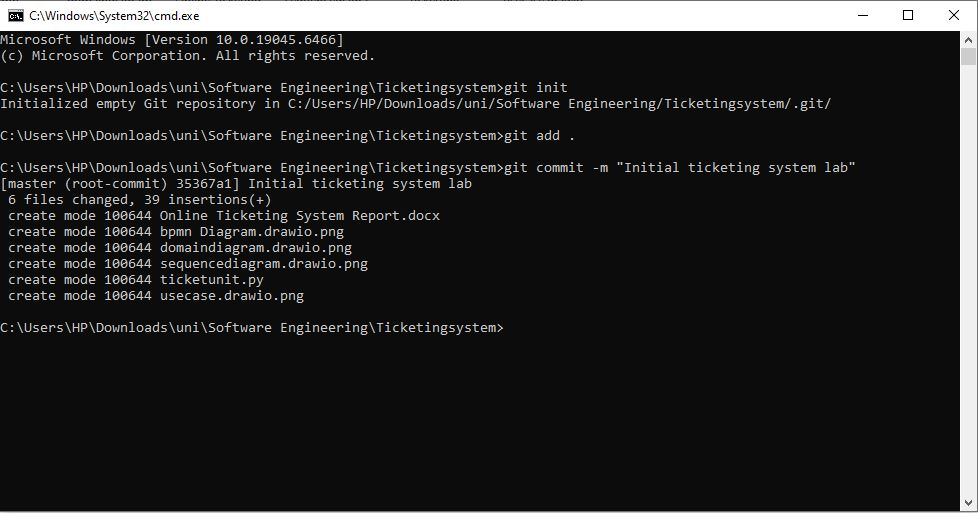 C:\Windows\System32\cmd.exe
Microsoft Windows [Version 10.0.19045.6466]
(c) Microsoft Corporation. All rights reserved.
C:\Users\HP\Downloads\uni\Software Engineering\Ticketingsystem>git init
Initialized empty Git repository in C:/Users/HP/Downloads/uni/Software Engineering/Ticketingsystem/.git/
C:\Users\HP\Downloads\uni\Software Engineering\Ticketingsystem>git add .
C:\Users\HP\Downloads\uni\Software Engineering\Ticketingsystem>git commit -m "Initial ticketing system lab"
[master (root-commit) 35367a1] Initial ticketing system lab
 6 files changed, 39 insertions(+)
 create mode 100644 Online Ticketing System Report.docx
 create mode 100644 bpmn Diagram.drawio.png
 create mode 100644 domaindiagram.drawio.png
 create mode 100644 sequencediagram.drawio.png
 create mode 100644 ticketunit.py
 create mode 100644 usecase.drawio.png
C:\Users\HP\Downloads\uni\Software Engineering\Ticketingsystem>